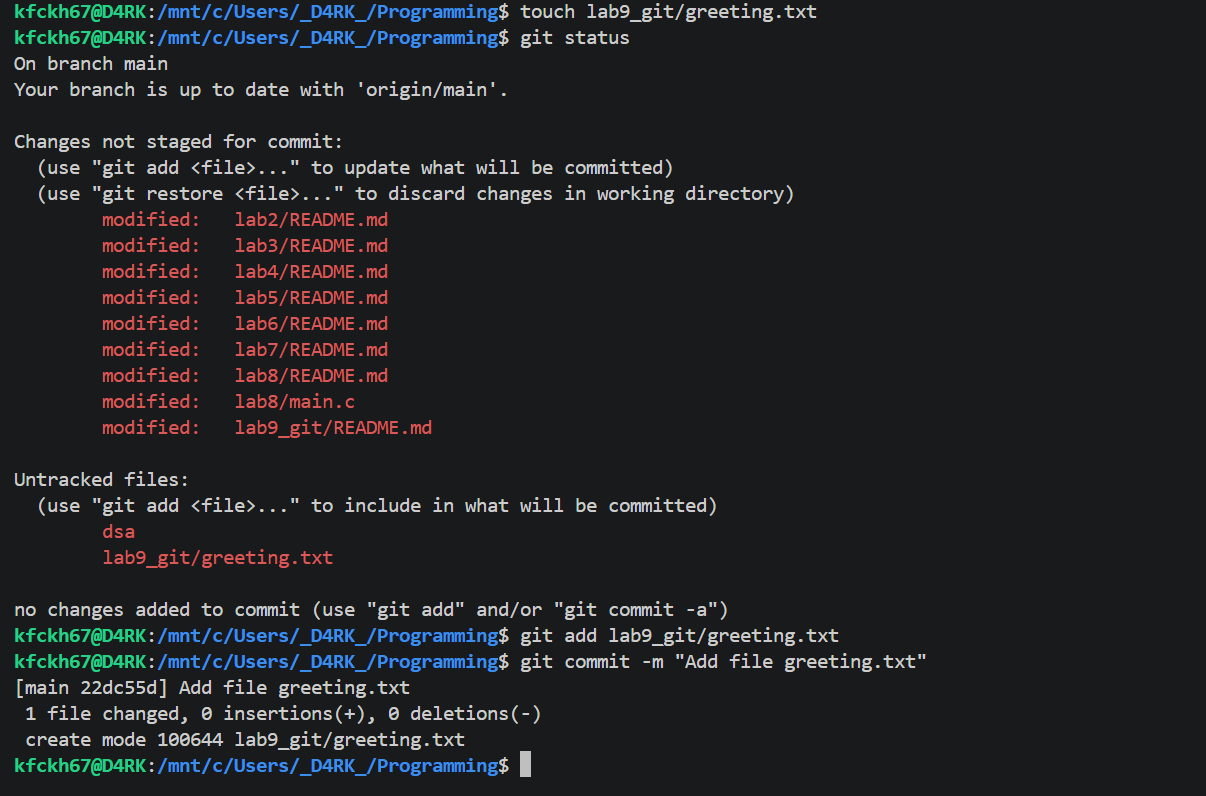 kfckh67@D4RK:/mnt/c/Users/_D4RK_/Programming$ touch lab9_git/greeting.txt
kfckh67@D4RK:/mnt/c/Users/_D4RK_/Programming$ git status
On branch main
Your branch is up to date with 'origin/main'.

Changes not staged for commit:
  (use "git add <file>..." to update what will be committed)
  (use "git restore <file>..." to discard changes in working directory)
        modified:   lab2/README.md
        modified:   lab3/README.md
        modified:   lab4/README.md
        modified:   lab5/README.md
        modified:   lab6/README.md
        modified:   lab7/README.md
        modified:   lab8/README.md
        modified:   lab8/main.c
        modified:   lab9_git/README.md

Untracked files:
  (use "git add <file>..." to include in what will be committed)
        dsa
        lab9_git/greeting.txt

no changes added to commit (use "git add" and/or "git commit -a")
kfckh67@D4RK:/mnt/c/Users/_D4RK_/Programming$ git add lab9_git/greeting.txt
kfckh67@D4RK:/mnt/c/Users/_D4RK_/Programming$ git commit -m "Add file greeting.txt"
[main 22dc55d] Add file greeting.txt
 1 file changed, 0 insertions(+), 0 deletions(-)
 create mode 100644 lab9_git/greeting.txt
kfckh67@D4RK:/mnt/c/Users/_D4RK_/Programming$